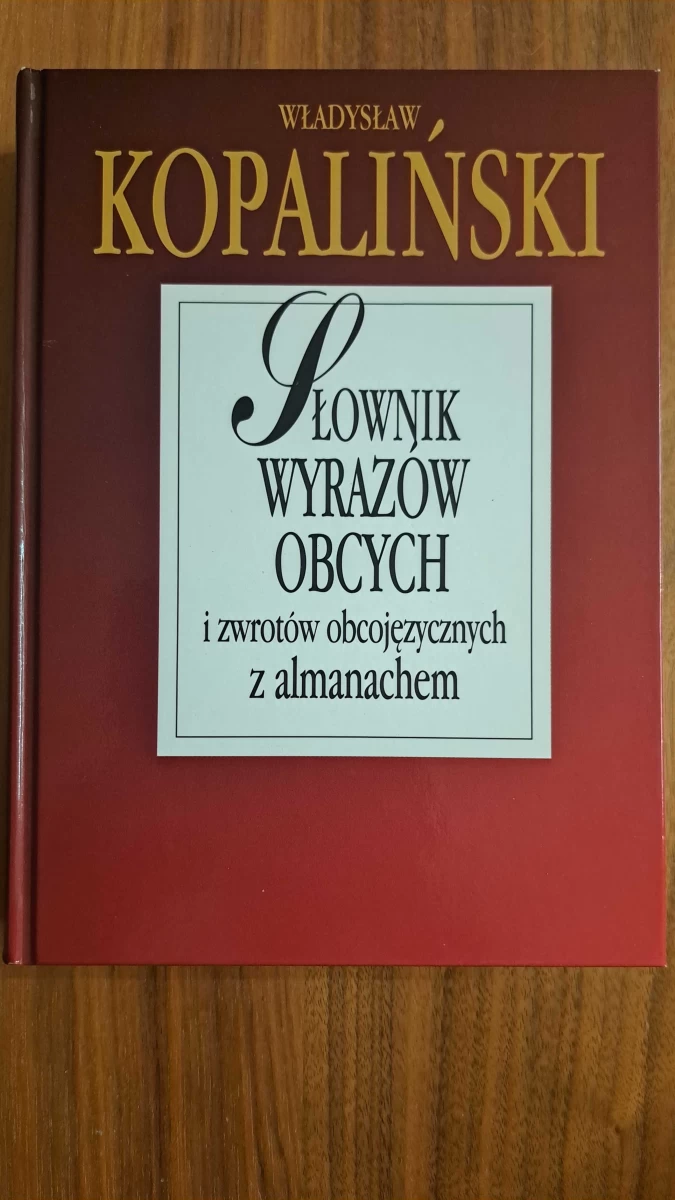 WŁADYSŁAW
KOPALIŃSKI
SŁOWNIK
WYRAZÓW
OBCYCH
i zwrotów obcojęzycznych
z almanachem